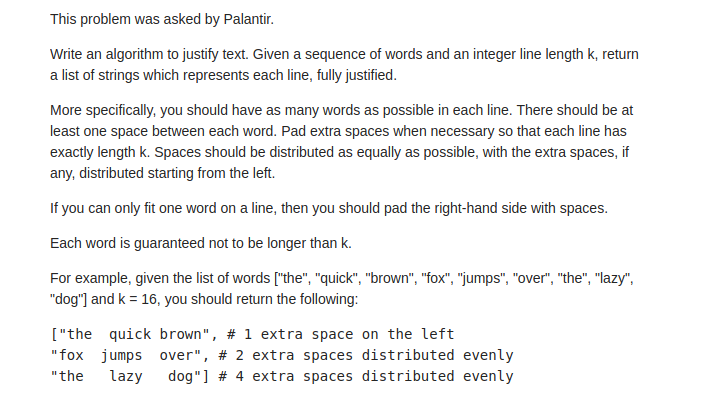 This problem was asked by Palantir.
Write an algorithm to justify text. Given a sequence of words and an integer line length k, return
a list of strings which represents each line, fully justified.
More specifically, you should have as many words as possible in each line. There should be at
least one space between each word. Pad extra spaces when necessary so that each line has
exactly length k. Spaces should be distributed as equally as possible, with the extra spaces, if
any, distributed starting from the left.
If you can only fit one word on a line, then you should pad the right-hand side with spaces.
Each word is guaranteed not to be longer than k.
For example, given the list of words ["the", "quick", "brown", "fox", "jumps", "over", "the", "lazy",
"dog"] and k = 16, you should return the following:
["the  quick brown", # 1 extra space on the left
"fox  jumps  over", # 2 extra spaces distributed evenly
"the   lazy   dog"] # 4 extra spaces distributed evenly